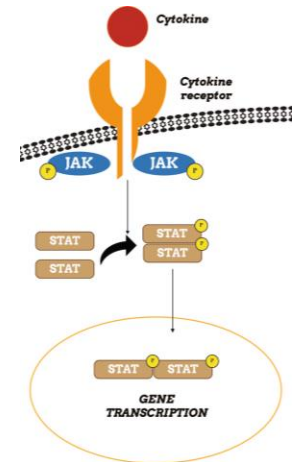 Cytokine
Cytokine
receptor
JAK
JAK
P
P
STAT
STAT
STAT
STAT
P
P
STAT
STAT
P
P
GENE
TRANSCRIPTION